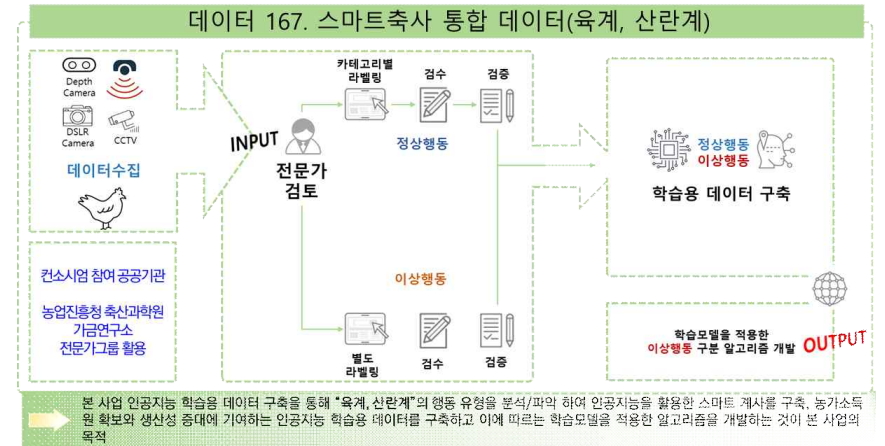 데이터 167. 스마트축사 통합 데이터(육계, 산란계)
Depth
Camera
DSLR
Camera
CCTV
데이터수집
컨소시엄 참여 공공기관
농업진흥청 축산과학원
가금연구소
전문가그룹 활용
INPUT
전문가
검토
카테고리별
라벨링
검수
검증
정상행동
이상행동
별도
라벨링
검수
검증
정상행동
이상행동
학습용 데이터 구축
학습모델을 적용한
이상행동 구분 알고리즘 개발
OUTPUT
본 사업 인공지능 학습용 데이터 구축을 통해 "육계, 산란계"의 행동 유형을 분석/파악 하여 인공지능을 활용한 스마트 계사를 구축, 농가소득
원 확보와 생산성 증대에 기여하는 인공지능 학습용 데이터를 구축하고 이에 따르는 학습모델을 적용한 알고리즘을 개발하는 것이 본 사업의
목적